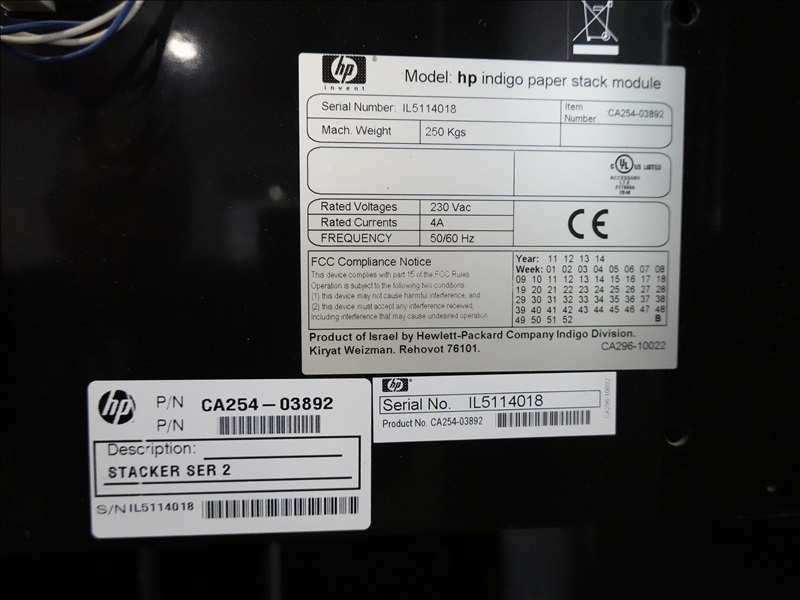 hp
invent
Model: hp indigo paper stack module
Serial Number: IL5114018
Item Number CA254-03892
Mach. Weight 250 Kgs
C UL US LISTED
ACCESSORY
I.T.E
Rated Voltages 230 Vac
Rated Currents 4A
FREQUENCY 50/60 Hz
CE
FCC Compliance Notice
This device complies with part 15 of the FCC Rules.
Operation is subject to the following two conditions.
(1) this device may not cause harmful interference, and
(2) this device must accept any interference received.
Including interference that may cause undesired operation
Year: 11 12 13 14
Week: 01 02 03 04 05 06 07 08
09 10 11 12 13 14 15 16 17 18
19 20 21 22 23 24 25 26 27 28
29 30 31 32 33 34 35 36 37 38
39 40 41 42 43 44 45 46 47 48
49 50 51 52 B
Product of Israel by Hewlett-Packard Company Indigo Division.
Kiryat Weizman. Rehovot 76101.
CA296-10022
hp
P/N CA254-03892
P/N
Description:
STACKER SER 2
S/N IL5114018
hp
Serial No. IL5114018
Product No. CA254-03892
CA296-10032